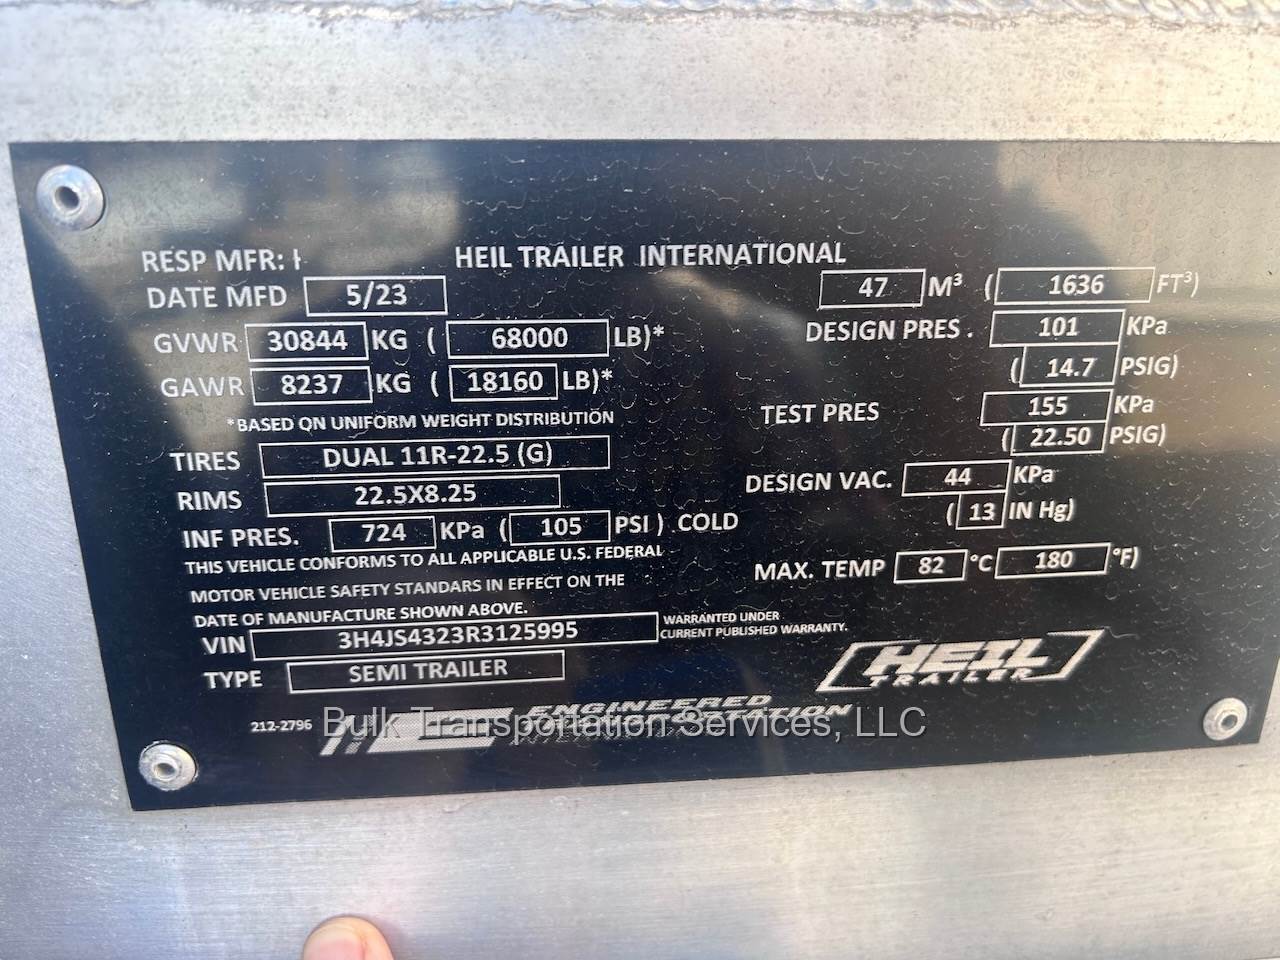 RESP MFR: HEIL TRAILER INTERNATIONAL
DATE MFD 5/23
47 M³ ( 1636 FT³)
GVWR 30844 KG ( 68000 LB)*
DESIGN PRES . 101 KPa
( 14.7 PSIG)
GAWR 8237 KG ( 18160 LB)*
*BASED ON UNIFORM WEIGHT DISTRIBUTION
TEST PRES 155 KPa
( 22.50 PSIG)
TIRES DUAL 11R-22.5 (G)
RIMS 22.5X8.25
DESIGN VAC. 44 KPa
( 13 IN Hg)
INF PRES. 724 KPa ( 105 PSI ) COLD
THIS VEHICLE CONFORMS TO ALL APPLICABLE U.S. FEDERAL
MOTOR VEHICLE SAFETY STANDARS IN EFFECT ON THE
DATE OF MANUFACTURE SHOWN ABOVE.
MAX. TEMP 82 °C 180 °F)
VIN 3H4JS4323R3125995
WARRANTED UNDER
CURRENT PUBLISHED WARRANTY.
TYPE SEMI TRAILER
HEIL
TRAILER
212-2796
ENGINEERED
TRANSPORTATION
INTERNATIONAL
Bulk Transportation Services, LLC